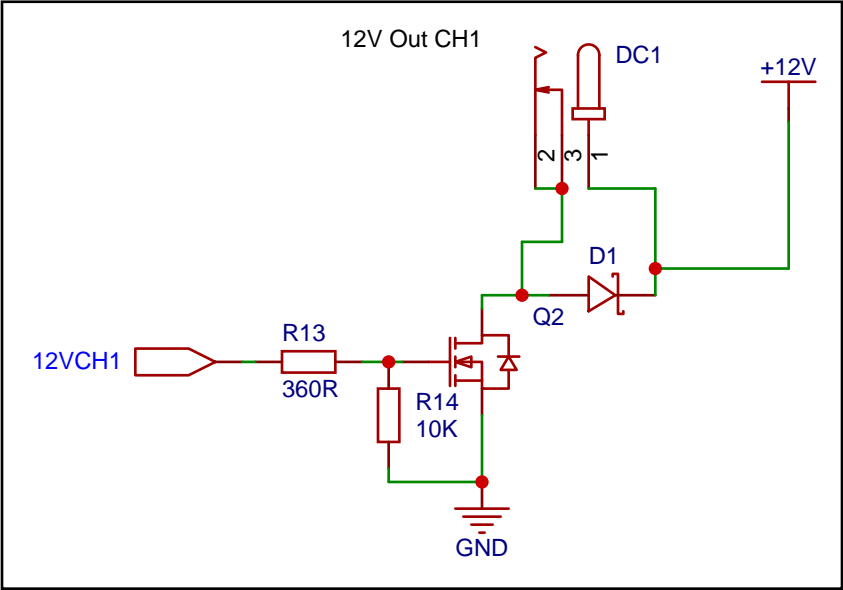 12V Out CH1
DC1
+12V
2
3
1
D1
Q2
R13
12VCH1
360R
R14
10K
GND